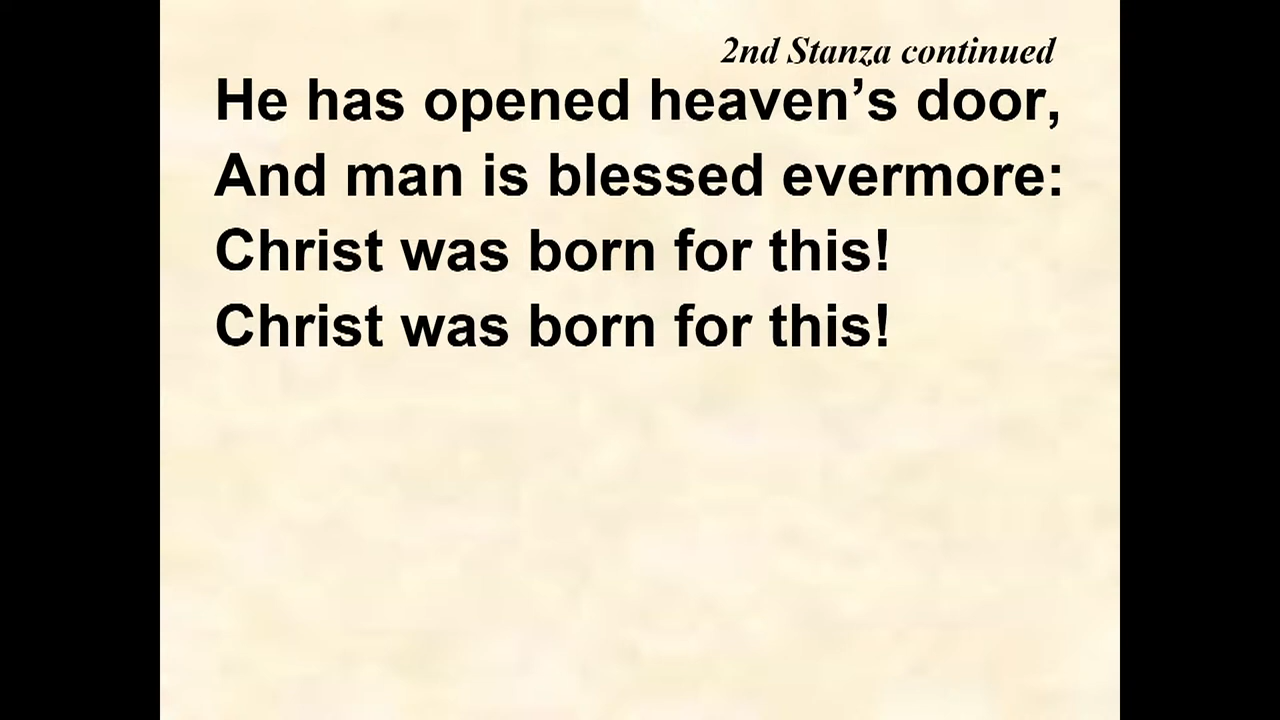 2nd Stanza continued
He has opened heaven’s door,
And man is blessed evermore:
Christ was born for this!
Christ was born for this!